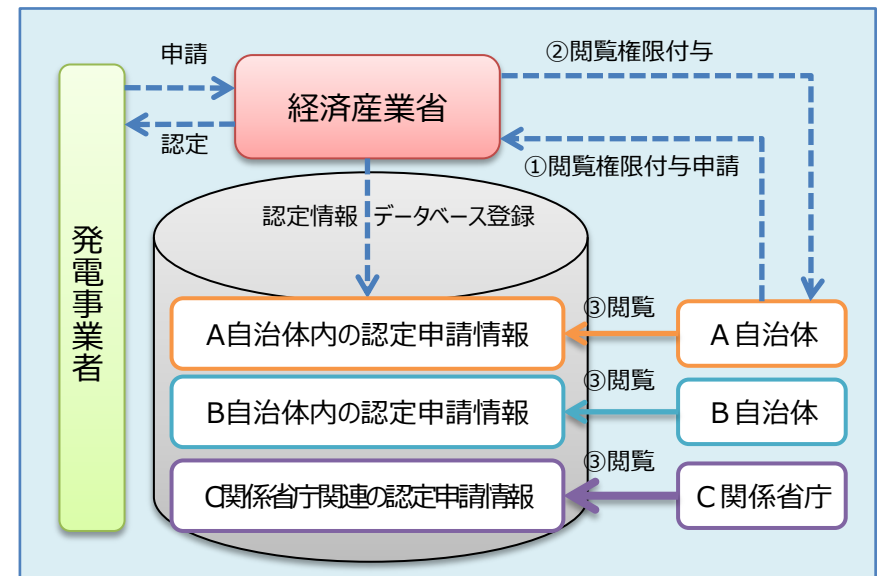 申請
②閲覧権限付与
経済産業省
認定
①閲覧権限付与申請
発電事業者
認定情報 データベース登録
③閲覧
A自治体内の認定申請情報
A自治体
③閲覧
B自治体内の認定申請情報
B自治体
③閲覧
C関係省庁関連の認定申請情報
C関係省庁